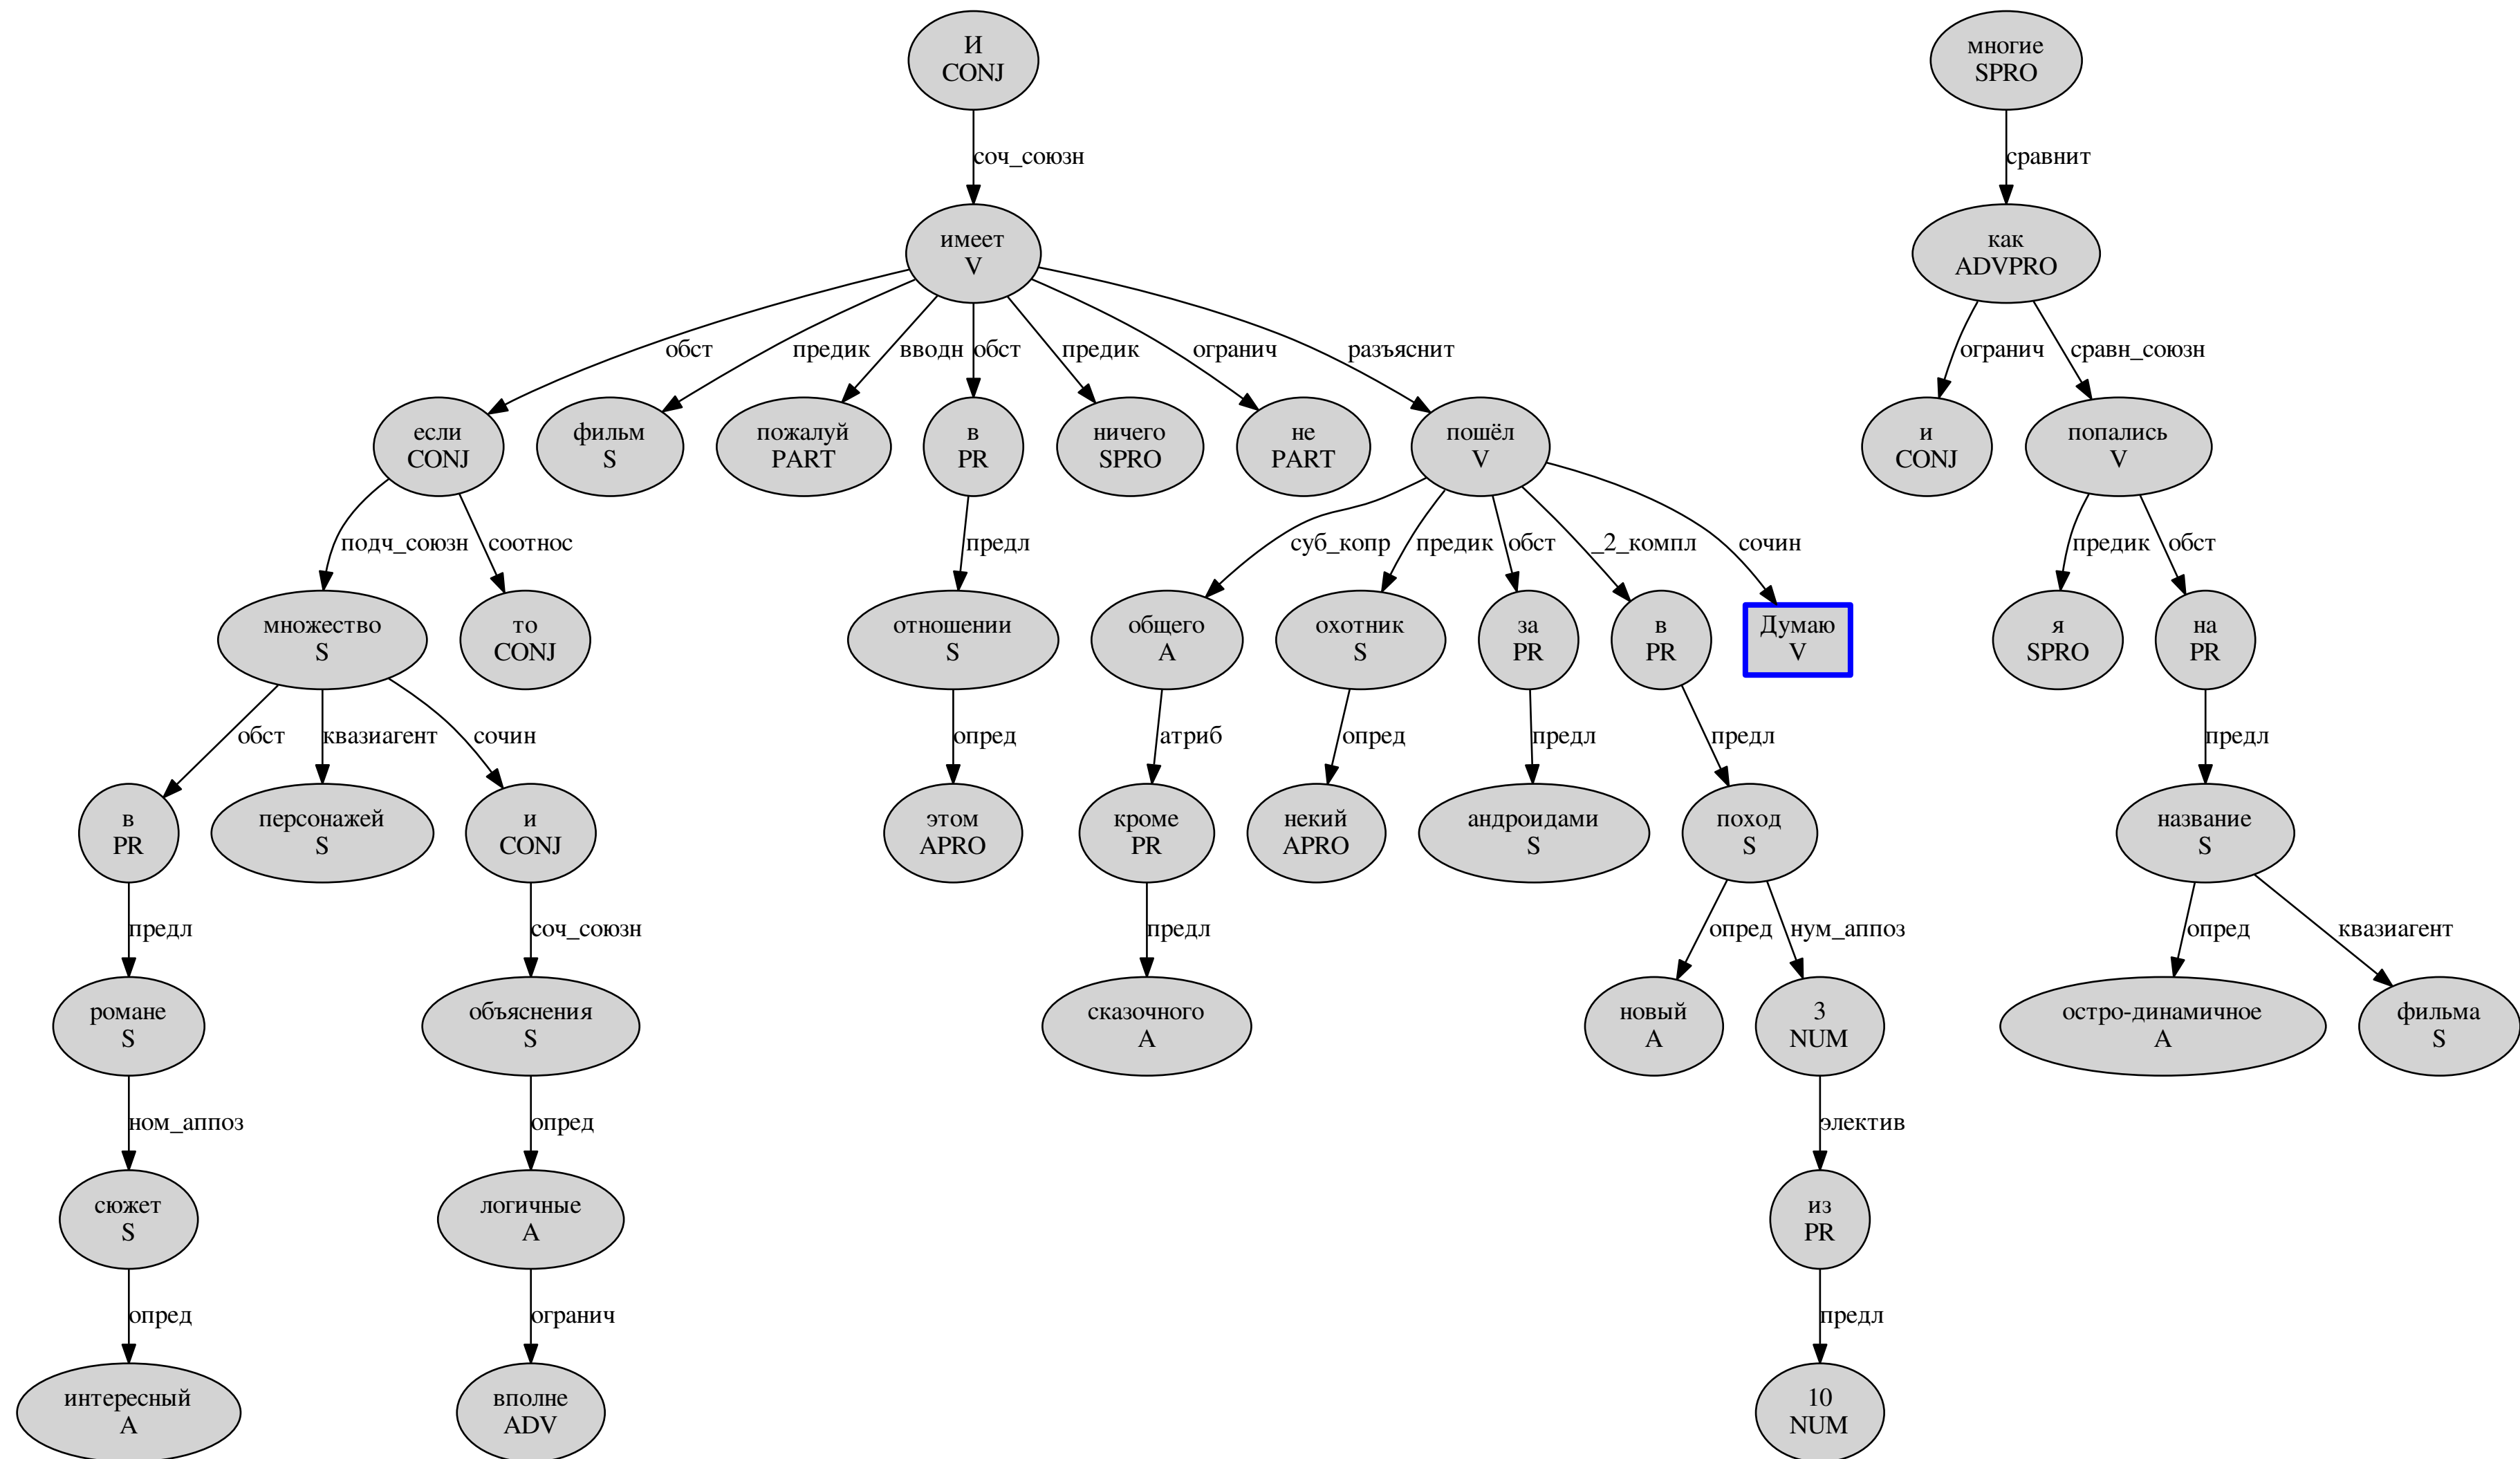 И
CONJ
многие
SPRO
соч_союзн
сравнит
имеет
V
как
ADVPRO
обст
предик
вводн
обст
предик
огранич
разъяснит
огранич
сравн_союзн
если
CONJ
фильм
S
пожалуй
PART
в
PR
ничего
SPRO
не
PART
пошёл
V
и
CONJ
попались
V
подч_союзн
соотнос
предл
суб_копр
предик
обст
_2_компл
сочин
предик
обст
множество
S
то
CONJ
отношении
S
общего
A
охотник
S
за
PR
в
PR
Думаю
V
я
SPRO
на
PR
обст
квазиагент
сочин
опред
атриб
опред
предл
предл
предл
в
PR
персонажей
S
и
CONJ
этом
APRO
кроме
PR
некий
APRO
андроидами
S
поход
S
название
S
предл
соч_союзн
предл
опред
нум_аппоз
опред
квазиагент
романе
S
объяснения
S
сказочного
A
новый
A
3
NUM
остро-динамичное
A
фильма
S
ном_аппоз
опред
электив
сюжет
S
логичные
A
из
PR
опред
огранич
предл
интересный
A
вполне
ADV
10
NUM